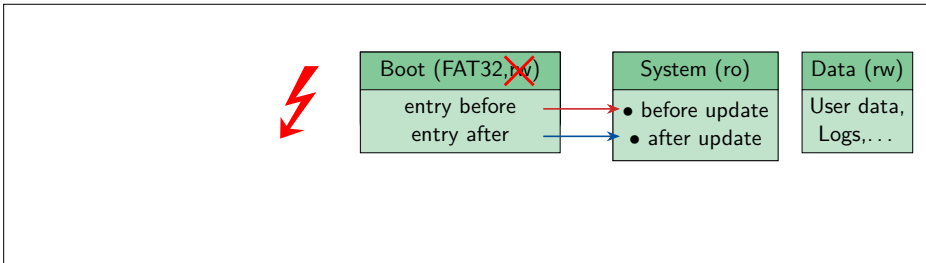 Boot (FAT32,rw)
entry before
entry after
System (ro)
• before update
• after update
Data (rw)
User data,
Logs,...